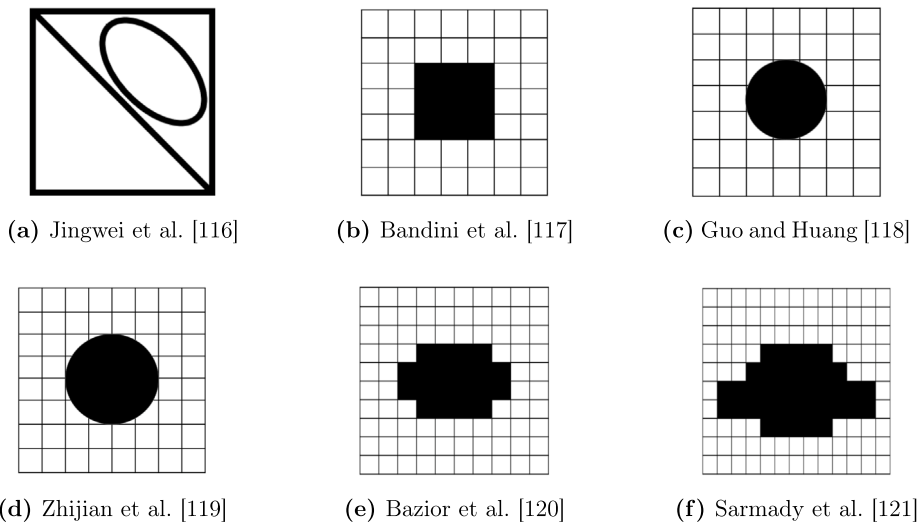 (a) Jingwei et al. [116]
(b) Bandini et al. [117]
(c) Guo and Huang [118]
(d) Zhijian et al. [119]
(e) Bazior et al. [120]
(f) Sarmady et al. [121]